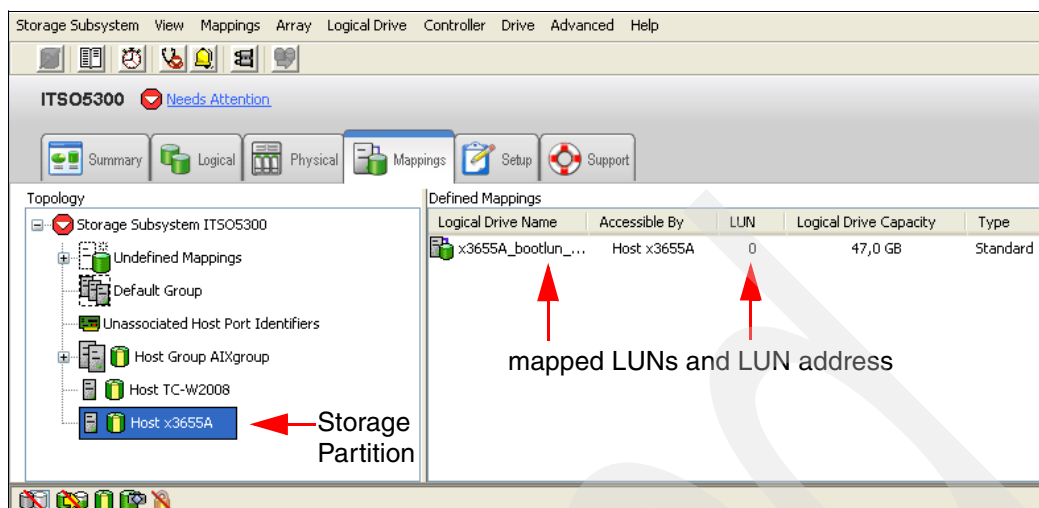 Storage Subsystem View Mappings Array Logical Drive Controller Drive Advanced Help
ITSO5300 Needs Attention
Summary Logical Physical Mappings Setup Support
Topology
Storage Subsystem ITSO5300
Undefined Mappings
Default Group
Unassociated Host Port Identifiers
Host Group AIXgroup
Host TC-W2008
Host x3655A
Storage
Partition
Defined Mappings
Logical Drive Name Accessible By LUN Logical Drive Capacity Type
x3655A_bootlun_... Host x3655A 0 47,0 GB Standard
mapped LUNs and LUN address